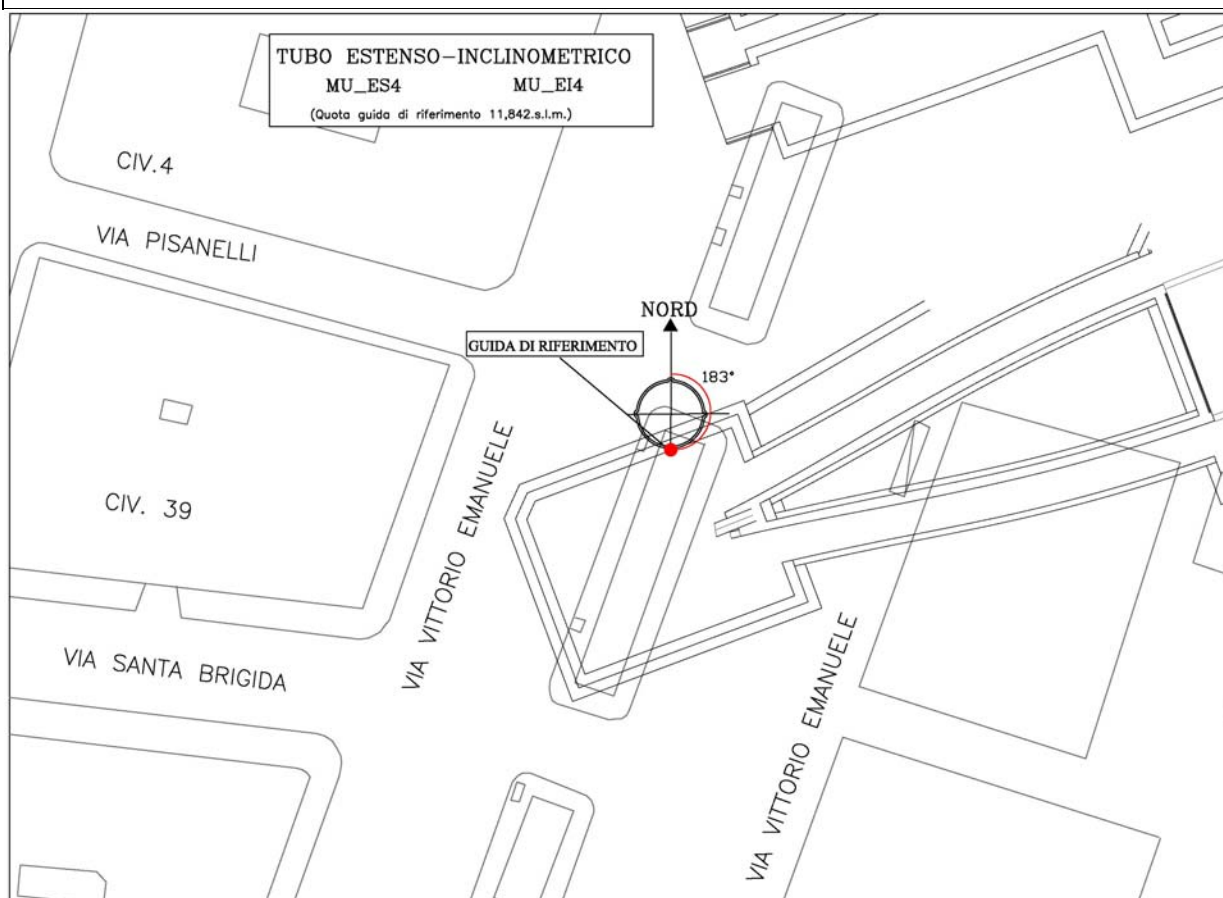 TUBO ESTENSO-INCLINOMETRICO
MU_ES4 MU_EI4
(Quota guida di riferimento 11,842.s.l.m.)
CIV.4
VIA PISANELLI
NORD
GUIDA DI RIFERIMENTO
183°
CIV. 39
VIA VITTORIO EMANUELE
VIA SANTA BRIGIDA
VIA VITTORIO EMANUELE